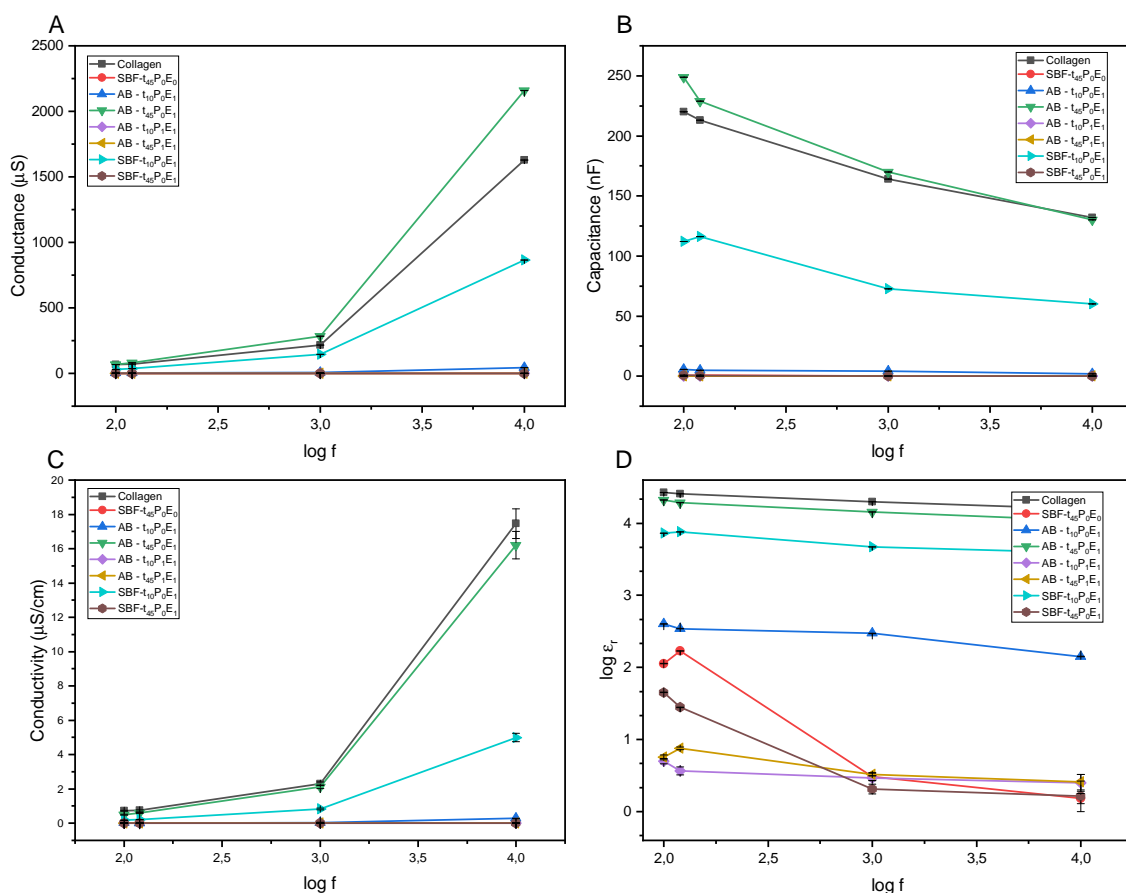 A
2500
2000
1500
1000
500
0
Conductance (µS)
2,0 2,5 3,0 3,5 4,0
log f
Collagen
SBF-t₄₅P₀E₀
AB - t₁₀P₀E₁
AB - t₄₅P₀E₁
AB - t₁₀P₁E₁
AB - t₄₅P₁E₁
SBF-t₁₀P₀E₁
SBF-t₄₅P₀E₁
B
250
200
150
100
50
0
Capacitance (nF)
2,0 2,5 3,0 3,5 4,0
log f
Collagen
SBF-t₄₅P₀E₀
AB - t₁₀P₀E₁
AB - t₄₅P₀E₁
AB - t₁₀P₁E₁
AB - t₄₅P₁E₁
SBF-t₁₀P₀E₁
SBF-t₄₅P₀E₁
C
20
18
16
14
12
10
8
6
4
2
0
Conductivity (µS/cm)
2,0 2,5 3,0 3,5 4,0
log f
Collagen
SBF-t₄₅P₀E₀
AB - t₁₀P₀E₁
AB - t₄₅P₀E₁
AB - t₁₀P₁E₁
AB - t₄₅P₁E₁
SBF-t₁₀P₀E₁
SBF-t₄₅P₀E₁
D
4
3
2
1
0
log εᵣ
2,0 2,5 3,0 3,5 4,0
log f
Collagen
SBF-t₄₅P₀E₀
AB - t₁₀P₀E₁
AB - t₄₅P₀E₁
AB - t₁₀P₁E₁
AB - t₄₅P₁E₁
SBF-t₁₀P₀E₁
SBF-t₄₅P₀E₁